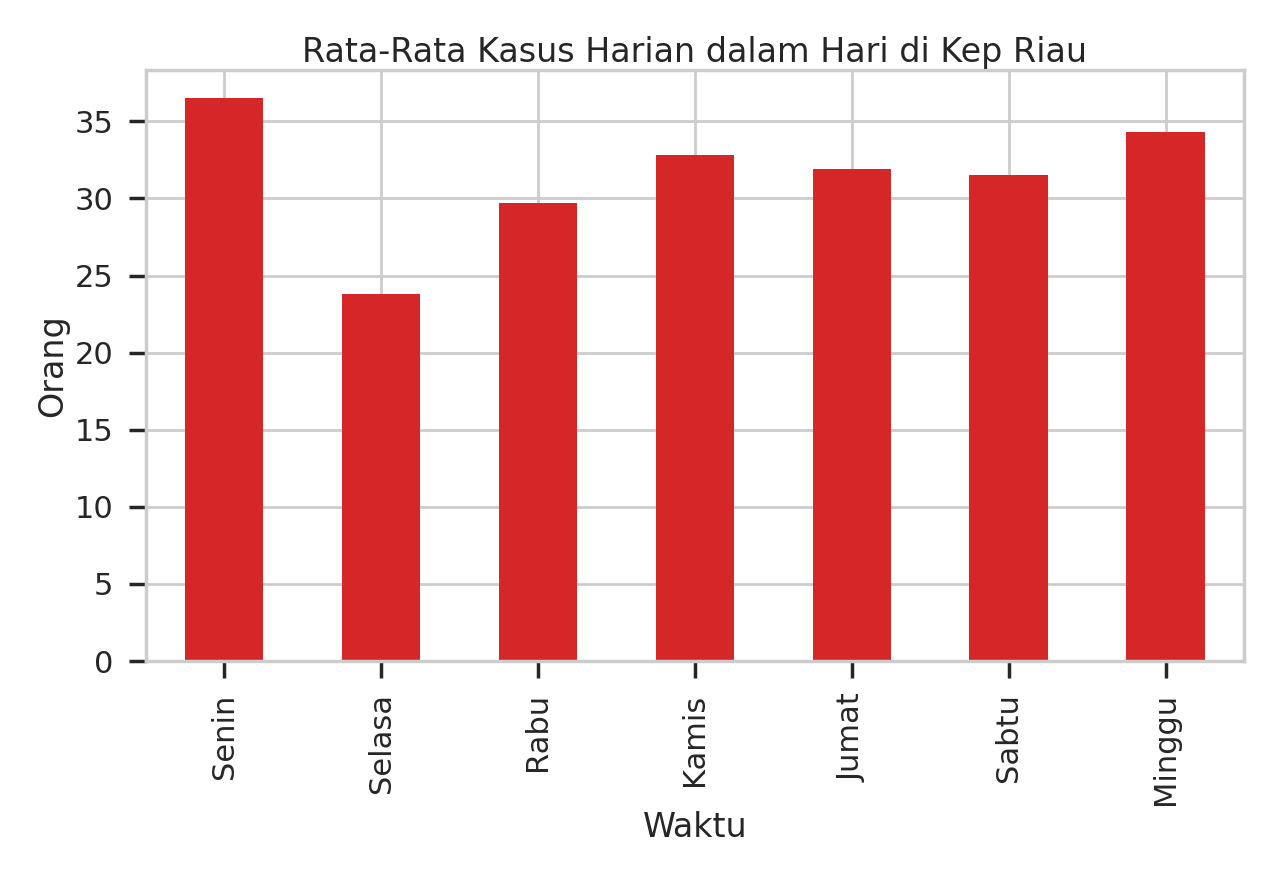 Rata-Rata Kasus Harian dalam Hari di Kep Riau
35
30
25
20
15
10
5
0
Orang
Senin
Selasa
Rabu
Kamis
Jumat
Sabtu
Minggu
Waktu